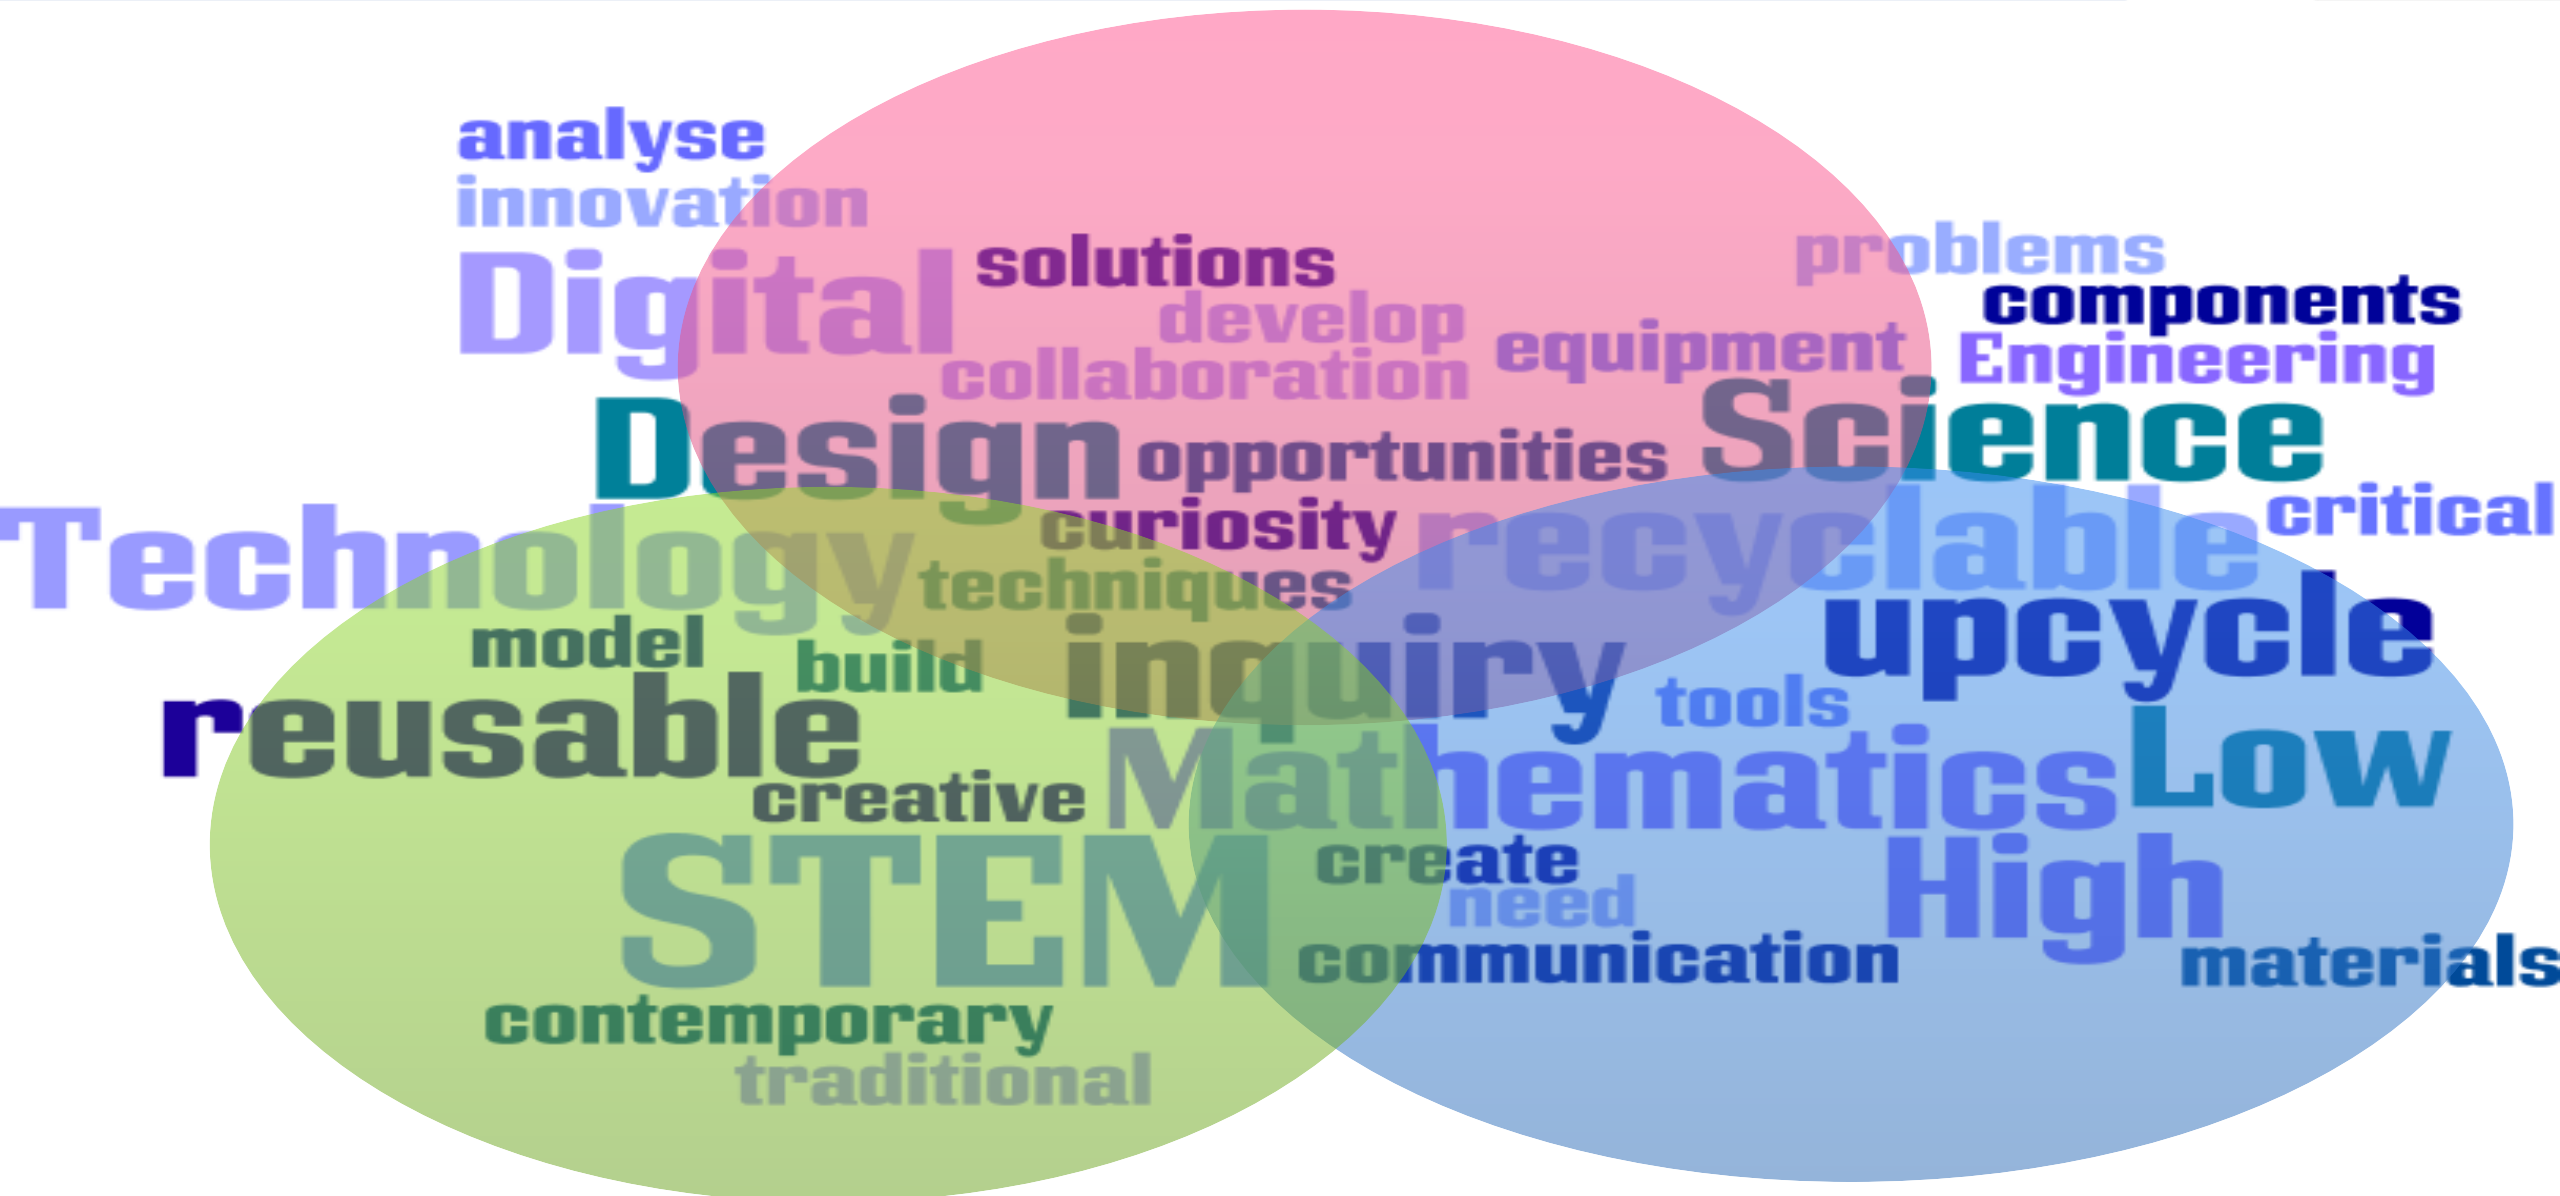 analyse
innovation
Digital
solutions
develop
collaboration
equipment
problems
components
Engineering
Design
opportunities
Science
Technology
curiosity
recyclable
critical
techniques
upcycle
model
build
inquiry
tools
reusable
creative
Mathematics
Low
STEM
create
need
High
communication
materials
contemporary
traditional